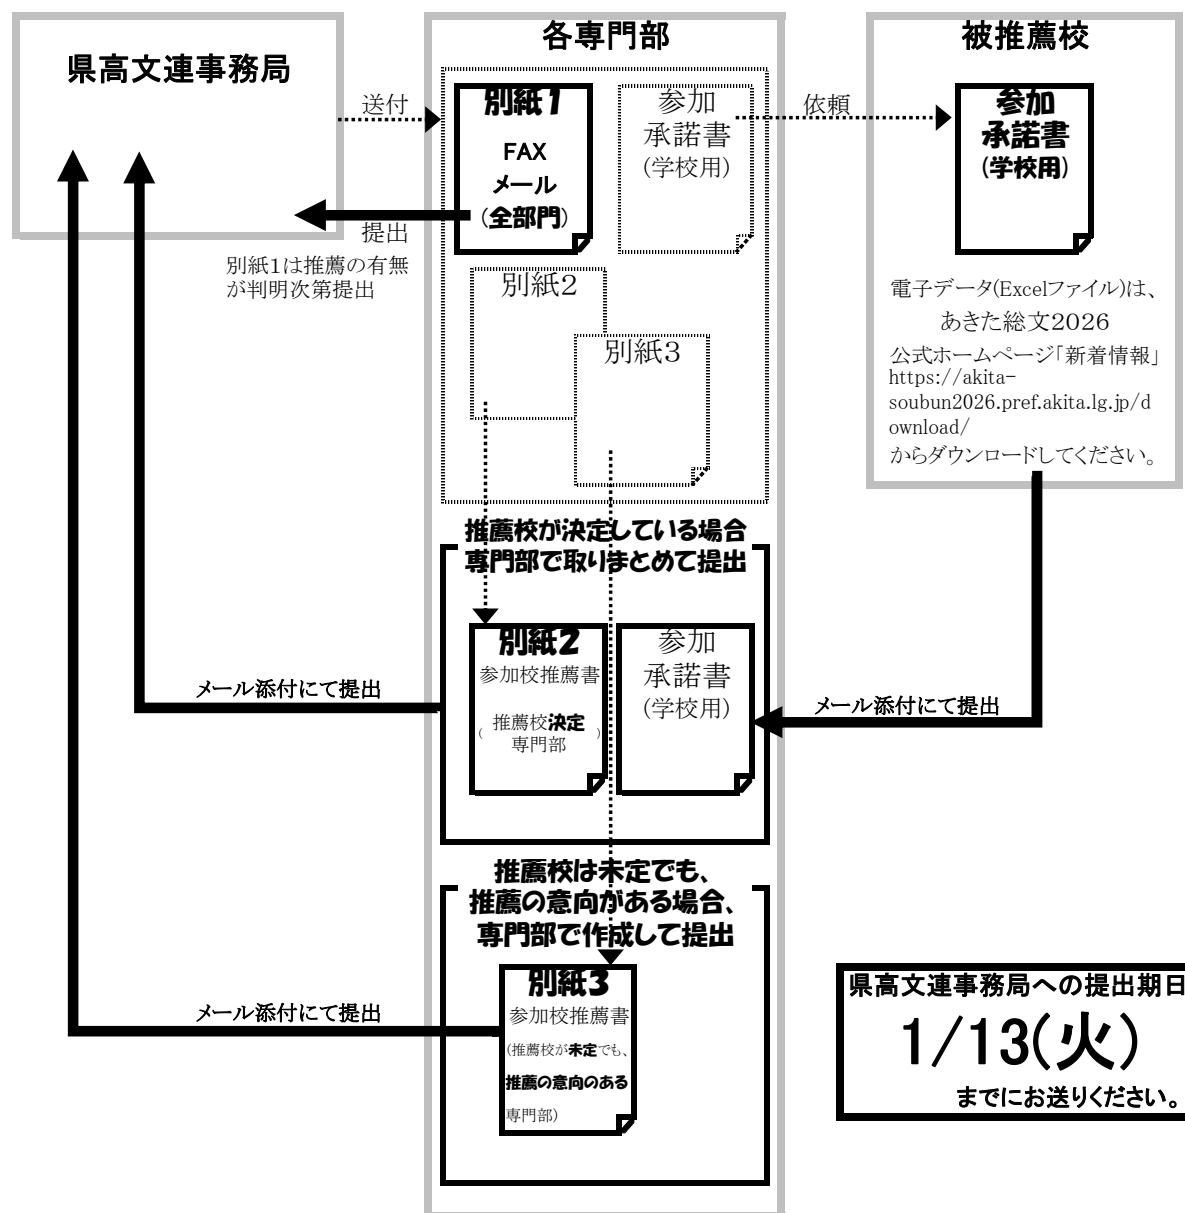 県高文連事務局
各専門部
被推薦校
送付
別紙1
FAX
メール
(全部門)
参加
承諾書
(学校用)
依頼
参加
承諾書
(学校用)
提出
別紙1は推薦の有無
が判明次第提出
別紙2
別紙3
電子データ(Excelファイル)は、
あきた総文2026
公式ホームページ「新着情報」
https://akita-
soubun2026.pref.akita.lg.jp/d
ownload/
からダウンロードしてください。
推薦校が決定している場合
専門部で取りまとめて提出
別紙2
参加校推薦書
(推薦校決定)
専門部
参加
承諾書
(学校用)
メール添付にて提出
メール添付にて提出
推薦校は未定でも、
推薦の意向がある場合、
専門部で作成して提出
別紙3
参加校推薦書
(推薦校が未定でも、
推薦の意向のある
専門部)
メール添付にて提出
県高文連事務局への提出期日
1/13(火)
までにお送りください。